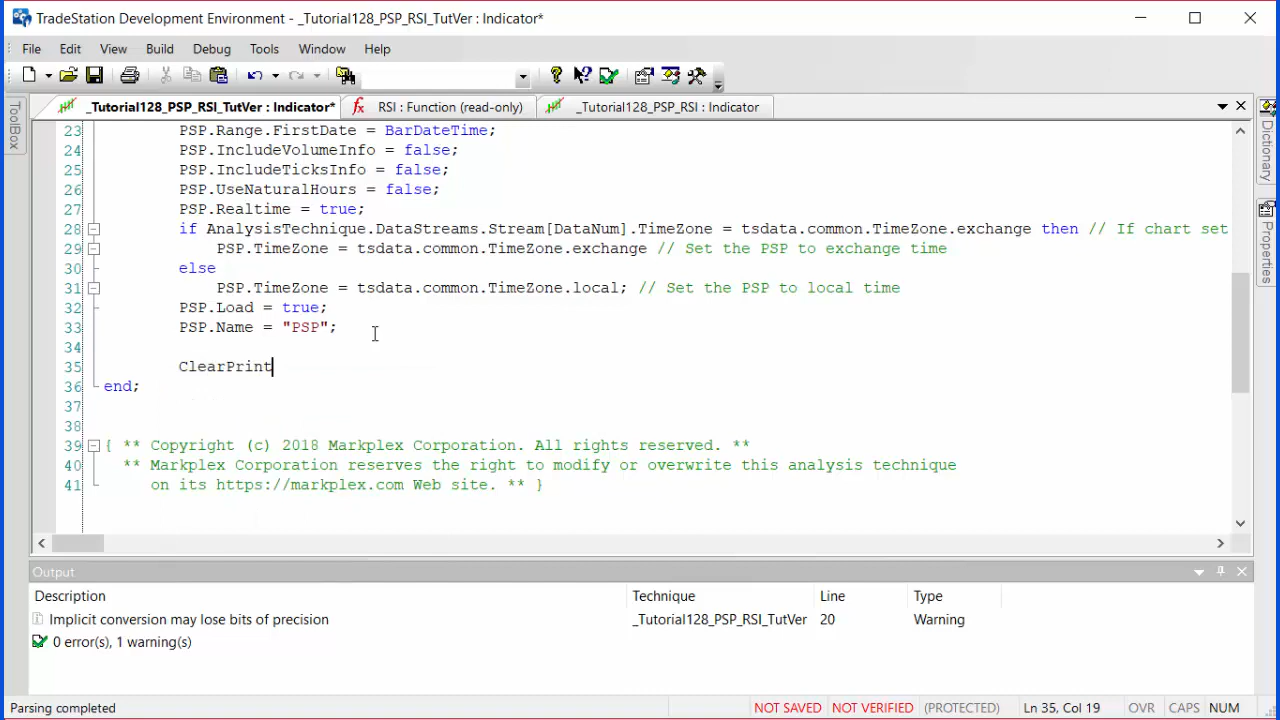 TradeStation Development Environment - _Tutorial128_PSP_RSI_TutVer : Indicator*
File Edit View Build Debug Tools Window Help
_Tutorial128_PSP_RSI_TutVer : Indicator* RSI : Function (read-only) _Tutorial128_PSP_RSI : Indicator
ToolBox
Dictionary
Properties
23 PSP.Range.FirstDate = BarDateTime;
24 PSP.IncludeVolumeInfo = false;
25 PSP.IncludeTicksInfo = false;
26 PSP.UseNaturalHours = false;
27 PSP.Realtime = true;
28 if AnalysisTechnique.DataStreams.Stream[DataNum].TimeZone = tsdata.common.TimeZone.exchange then // If chart set
29 PSP.TimeZone = tsdata.common.TimeZone.exchange // Set the PSP to exchange time
30 else
31 PSP.TimeZone = tsdata.common.TimeZone.local; // Set the PSP to local time
32 PSP.Load = true;
33 PSP.Name = "PSP";
34
35 ClearPrint
36 end;
37
38
39 { ** Copyright (c) 2018 Markplex Corporation. All rights reserved. **
40 ** Markplex Corporation reserves the right to modify or overwrite this analysis technique
41 on its https://markplex.com Web site. ** }
Output
Description Technique Line Type
Implicit conversion may lose bits of precision _Tutorial128_PSP_RSI_TutVer 20 Warning
0 error(s), 1 warning(s)
Parsing completed NOT SAVED NOT VERIFIED (PROTECTED) Ln 35, Col 19 OVR CAPS NUM